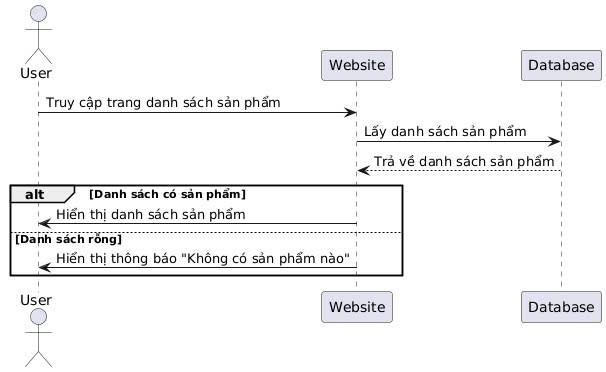 User
Website
Database
Truy cập trang danh sách sản phẩm
Lấy danh sách sản phẩm
Trả về danh sách sản phẩm
alt [Danh sách có sản phẩm]
Hiển thị danh sách sản phẩm
[Danh sách rỗng]
Hiển thị thông báo "Không có sản phẩm nào"
User
Website
Database